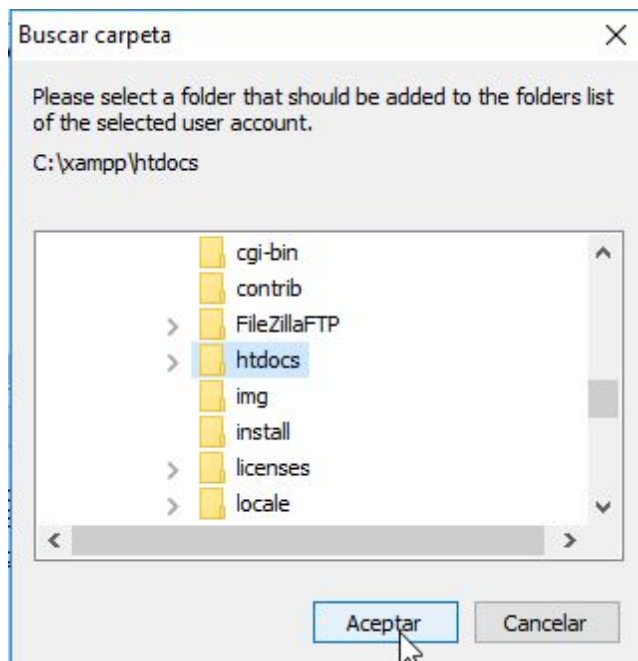 Buscar carpeta
Please select a folder that should be added to the folders list
of the selected user account.
C:\xampp\htdocs
cgi-bin
contrib
FileZillaFTP
htdocs
img
install
licenses
locale
Aceptar
Cancelar